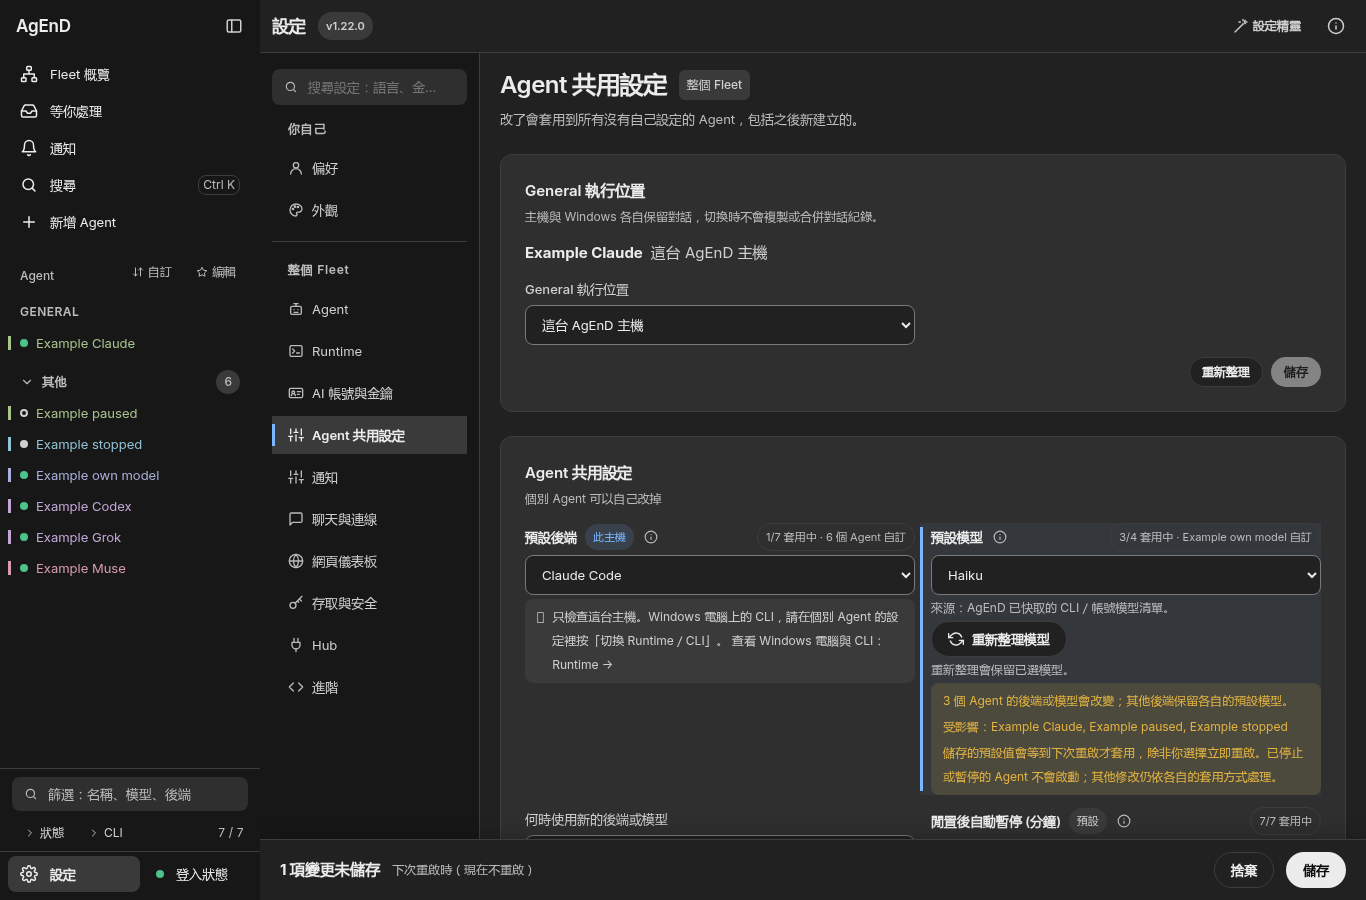 AgEnD
Fleet 概覽
等你處理
通知
搜尋
Ctrl K
新增 Agent
Agent
自訂
編輯
GENERAL
Example Claude
其他
6
Example paused
Example stopped
Example own model
Example Codex
Example Grok
Example Muse
篩選：名稱、模型、後端
狀態
CLI
7 / 7
設定
登入狀態
設定
v1.22.0
設定精靈
搜尋設定：語言、金...
你自己
偏好
外觀
整個 Fleet
Agent
Runtime
AI 帳號與金鑰
Agent 共用設定
通知
聊天與連線
網頁儀表板
存取與安全
Hub
進階
Agent 共用設定
整個 Fleet
改了會套用到所有沒有自己設定的 Agent，包括之後新建立的。
General 執行位置
主機與 Windows 各自保留對話，切換時不會複製或合併對話紀錄。
Example Claude 這台 AgEnD 主機
General 執行位置
這台 AgEnD 主機
重新整理
儲存
Agent 共用設定
個別 Agent 可以自己改掉
預設後端
此主機
1/7 套用中 · 6 個 Agent 自訂
Claude Code
只檢查這台主機。Windows 電腦上的 CLI，請在個別 Agent 的設
定裡按「切換 Runtime / CLI」。 查看 Windows 電腦與 CLI：
Runtime →
預設模型
3/4 套用中 · Example own model 自訂
Haiku
來源：AgEnD 已快取的 CLI / 帳號模型清單。
重新整理模型
重新整理會保留已選模型。
3 個 Agent 的後端或模型會改變；其他後端保留各自的預設模型。
受影響：Example Claude, Example paused, Example stopped
儲存的預設值會等到下次重啟才套用，除非你選擇立即重啟。已停止
或暫停的 Agent 不會啟動；其他修改仍依各自的套用方式處理。
何時使用新的後端或模型
閒置後自動暫停 (分鐘)
預設
7/7 套用中
1 項變更未儲存
下次重啟時（現在不重啟）
捨棄
儲存